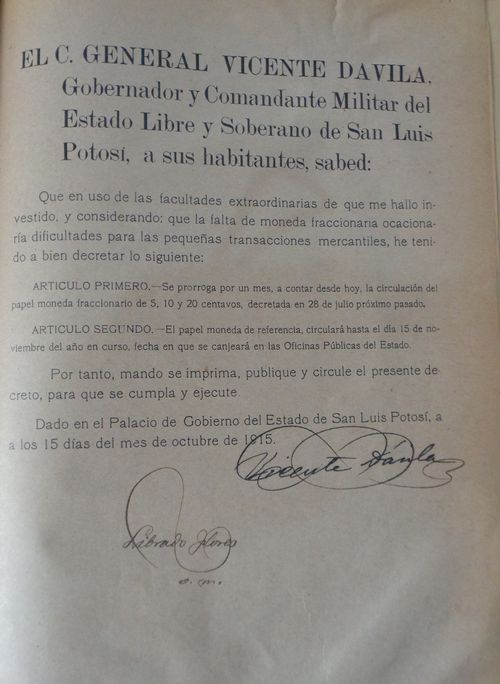 EL C. GENERAL VICENTE DAVILA,
Gobernador y Comandante Militar del
Estado Libre y Soberano de San Luis
Potosí, a sus habitantes, sabed:
Que en uso de las facultades extraordinarias de que me hallo in-
vestido, y considerando: que la falta de moneda fraccionaria ocaciona-
ría dificultades para las pequeñas transacciones mercantiles, he teni-
do a bien decretar lo siguiente:
ARTICULO PRIMERO.—Se prorroga por un mes, a contar desde hoy, la circulación del
papel moneda fraccionario de 5, 10 y 20 centavos, decretada en 28 de julio próximo pasado.
ARTICULO SEGUNDO.—El papel moneda de referencia, circulará hasta el día 15 de no-
viembre del año en curso, fecha en que se canjeará en las Oficinas Públicas del Estado.
Por tanto, mando se imprima, publique y circule el presente de-
creto, para que se cumpla y ejecute.
Dado en el Palacio de Gobierno del Estado de San Luis Potosí, a
a los 15 días del mes de octubre de 1915.
Vicente Dávila
Librado Flores
o. m.